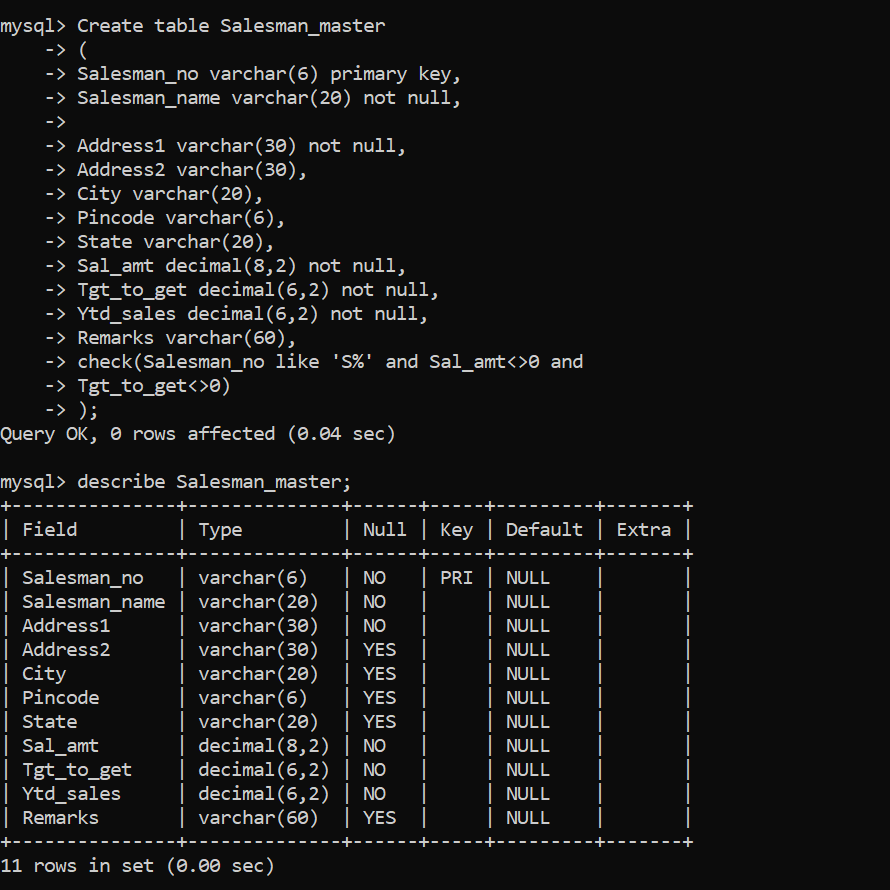 mysql> Create table Salesman_master
    -> (
    -> Salesman_no varchar(6) primary key,
    -> Salesman_name varchar(20) not null,
    ->
    -> Address1 varchar(30) not null,
    -> Address2 varchar(30),
    -> City varchar(20),
    -> Pincode varchar(6),
    -> State varchar(20),
    -> Sal_amt decimal(8,2) not null,
    -> Tgt_to_get decimal(6,2) not null,
    -> Ytd_sales decimal(6,2) not null,
    -> Remarks varchar(60),
    -> check(Salesman_no like 'S%' and Sal_amt<>0 and
    -> Tgt_to_get<>0)
    -> );
Query OK, 0 rows affected (0.04 sec)

mysql> describe Salesman_master;
+---------------+--------------+------+-----+---------+-------+
| Field         | Type         | Null | Key | Default | Extra |
+---------------+--------------+------+-----+---------+-------+
| Salesman_no   | varchar(6)   | NO   | PRI | NULL    |       |
| Salesman_name | varchar(20)  | NO   |     | NULL    |       |
| Address1      | varchar(30)  | NO   |     | NULL    |       |
| Address2      | varchar(30)  | YES  |     | NULL    |       |
| City          | varchar(20)  | YES  |     | NULL    |       |
| Pincode       | varchar(6)   | YES  |     | NULL    |       |
| State         | varchar(20)  | YES  |     | NULL    |       |
| Sal_amt       | decimal(8,2) | NO   |     | NULL    |       |
| Tgt_to_get    | decimal(6,2) | NO   |     | NULL    |       |
| Ytd_sales     | decimal(6,2) | NO   |     | NULL    |       |
| Remarks       | varchar(60)  | YES  |     | NULL    |       |
+---------------+--------------+------+-----+---------+-------+
11 rows in set (0.00 sec)